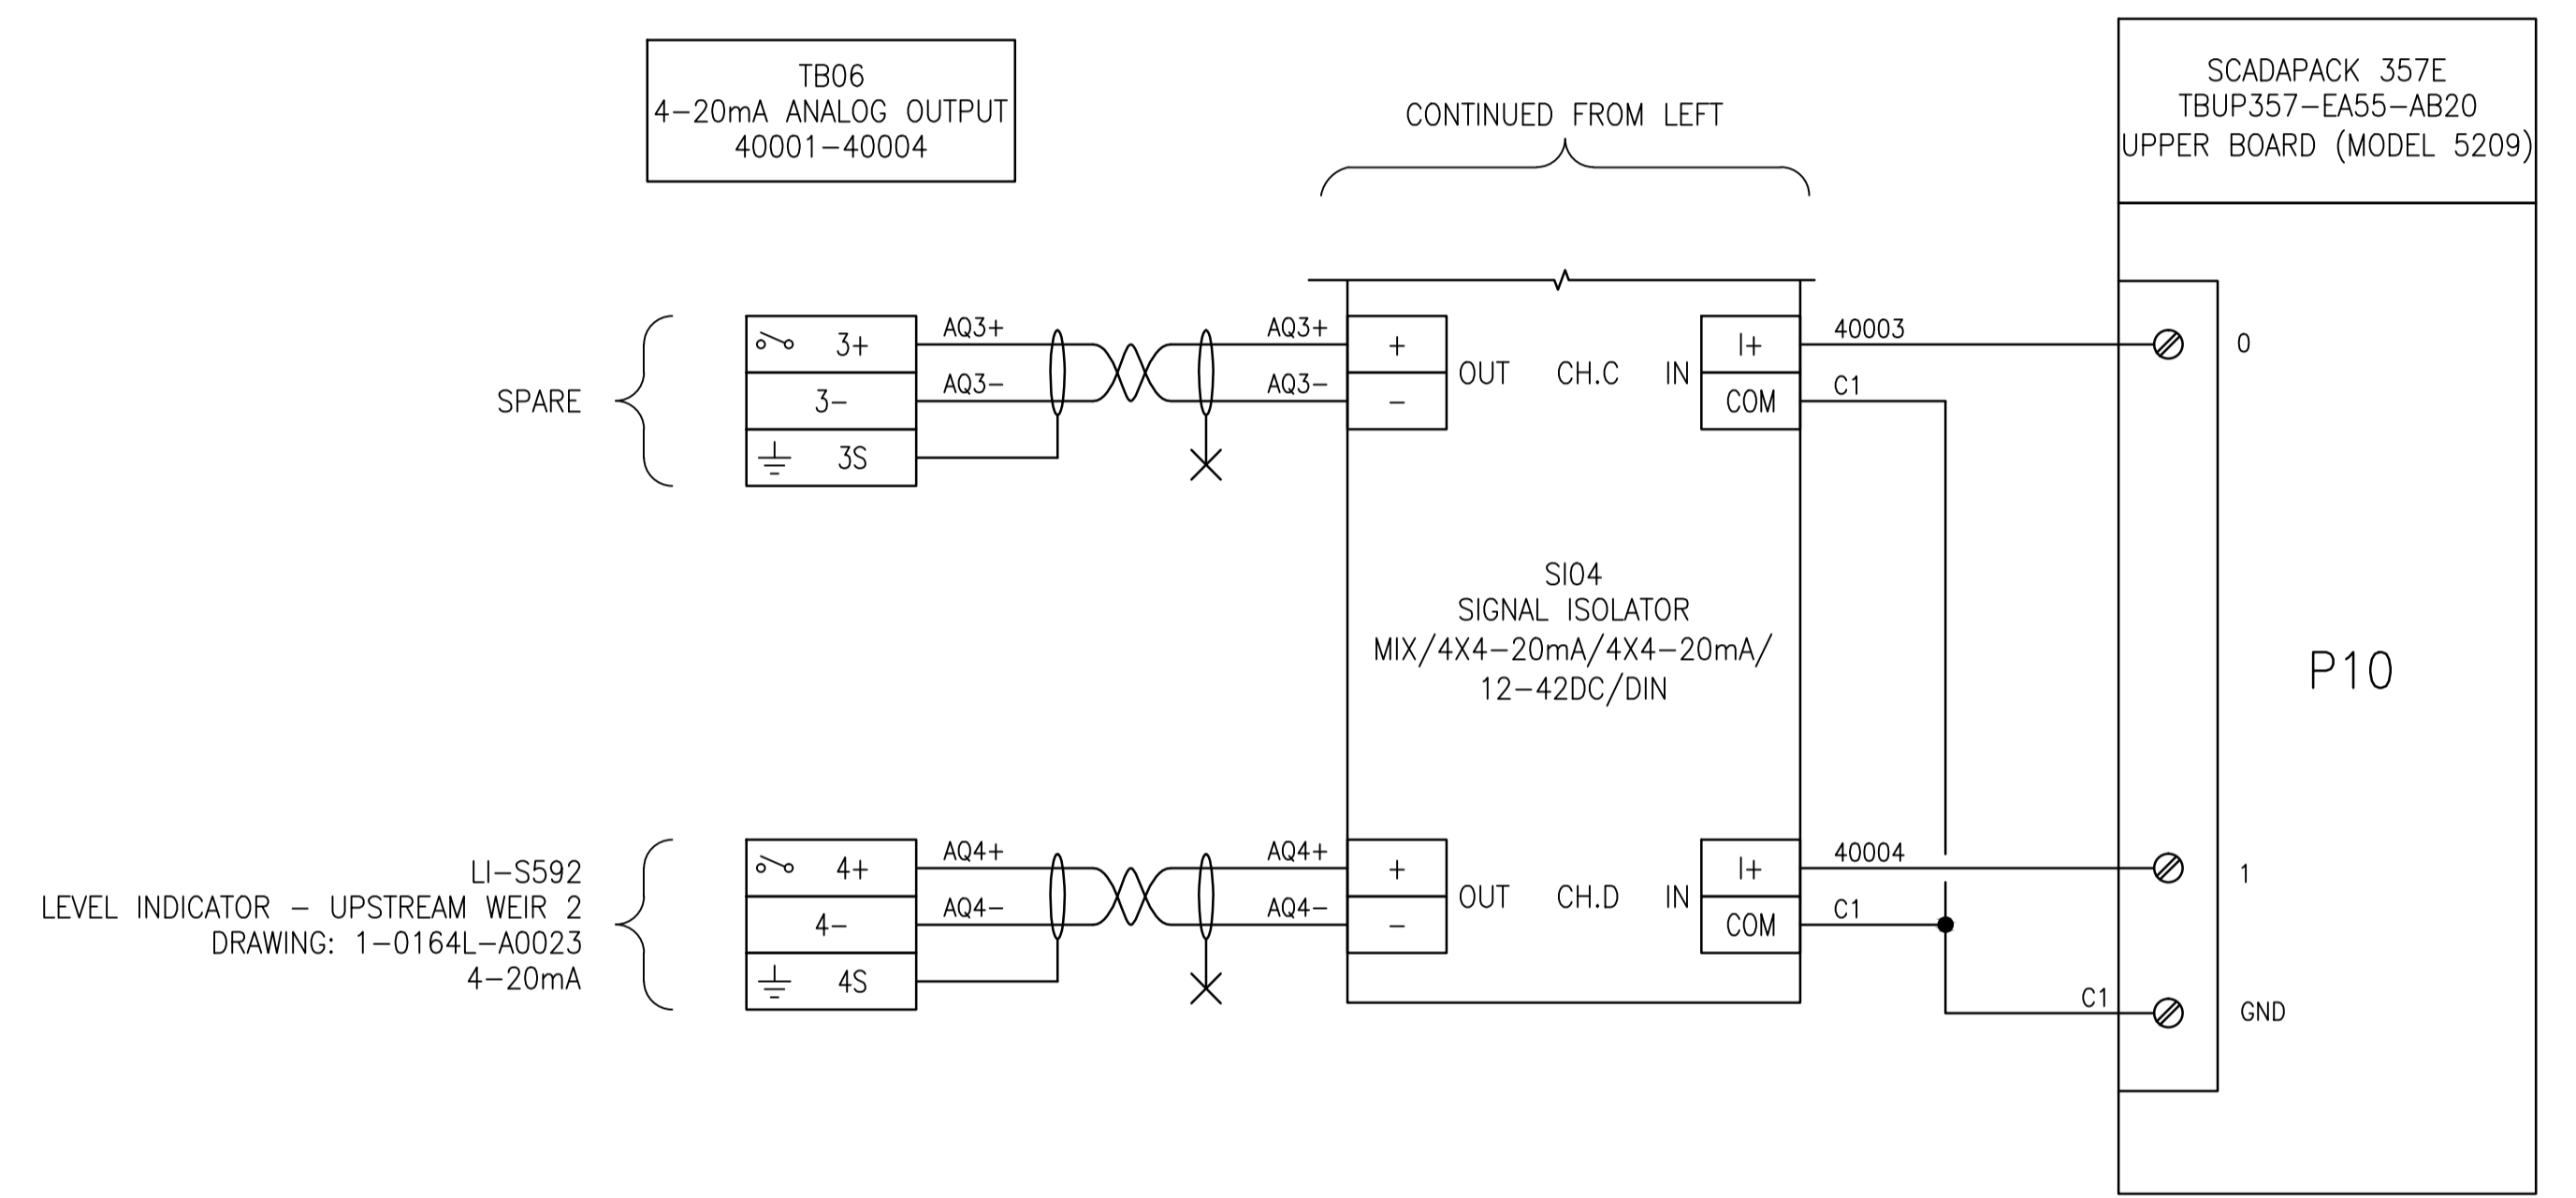 TB06
4-20mA ANALOG OUTPUT
40001-40004
CONTINUED FROM LEFT
SCADAPACK 357E
TBUP357-EA55-AB20
UPPER BOARD (MODEL 5209)
SPARE
3+
3-
3S
AQ3+
AQ3-
AQ3+
AQ3-
+
-
OUT CH.C IN
I+
COM
40003
C1
0
SI04
SIGNAL ISOLATOR
MIX/4X4-20mA/4X4-20mA/
12-42DC/DIN
P10
LI-S592
LEVEL INDICATOR - UPSTREAM WEIR 2
DRAWING: 1-0164L-A0023
4-20mA
4+
4-
4S
AQ4+
AQ4-
AQ4+
AQ4-
+
-
OUT CH.D IN
I+
COM
40004
C1
1
C1
GND